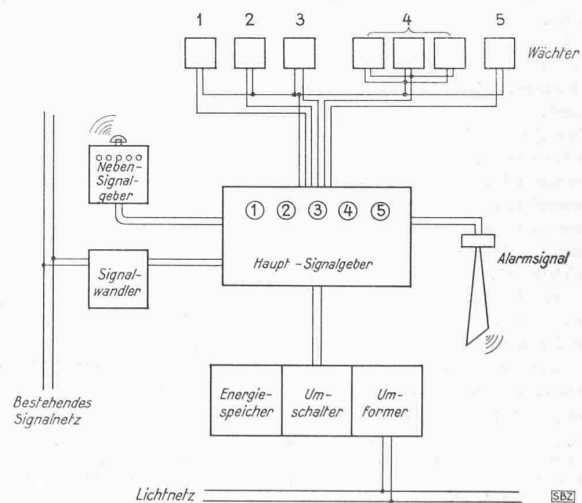 1 2 3 4 5
Wächter
Neben-
Signal-
geber
1 2 3 4 5
Haupt-Signalgeber
Alarmsignal
Signal-
wandler
Bestehendes
Signalnetz
Energie-
speicher
Um-
schalter
Um-
former
Lichtnetz
SBZ